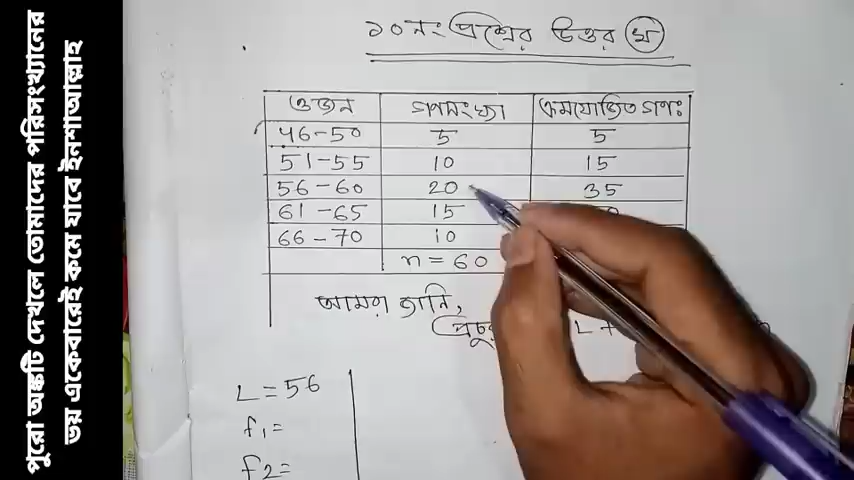 পুরো অঙ্কটি দেখলে তোমাদের পরিসংখ্যানের
ভয় একেবারেই কমে যাবে ইনশাআল্লাহ
১০নং প্রশ্নের উত্তর খ
ওজন গণসংখ্যা ক্রমযোজিত গণঃ
46-50 5 5
51-55 10 15
56-60 20 35
61-65 15
66-70 10
n = 60
আমরা জানি,
L +
L = 56
f1=
f2=